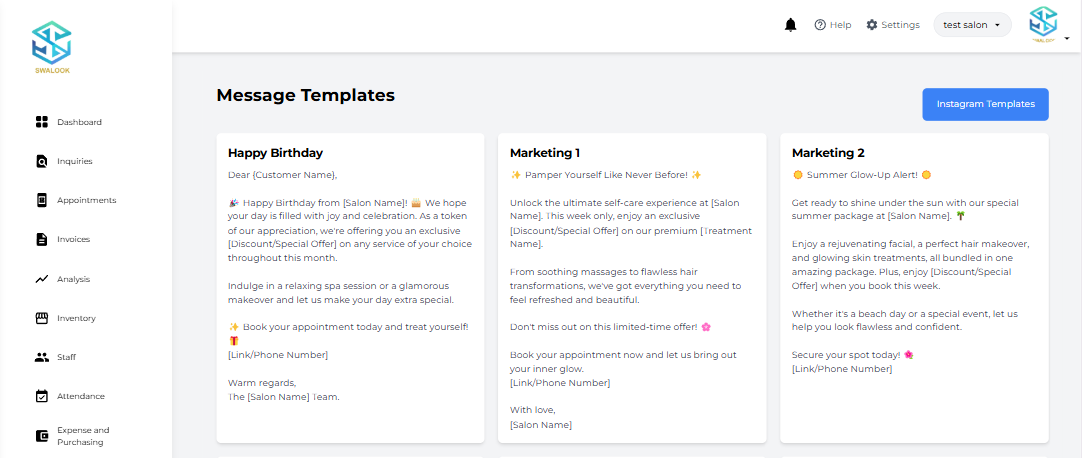 SWALOOK
Help
Settings
test salon
Dashboard
Inquiries
Appointments
Invoices
Analysis
Inventory
Staff
Attendance
Expense and
Purchasing
Message Templates
Instagram Templates
Happy Birthday
Dear {Customer Name},
🎉 Happy Birthday from [Salon Name]! 🎂 We hope
your day is filled with joy and celebration. As a token
of our appreciation, we're offering you an exclusive
[Discount/Special Offer] on any service of your choice
throughout this month.
Indulge in a relaxing spa session or a glamorous
makeover and let us make your day extra special.
✨ Book your appointment today and treat yourself!
🎁
[Link/Phone Number]
Warm regards,
The [Salon Name] Team.
Marketing 1
✨ Pamper Yourself Like Never Before! ✨
Unlock the ultimate self-care experience at [Salon
Name]. This week only, enjoy an exclusive
[Discount/Special Offer] on our premium [Treatment
Name].
From soothing massages to flawless hair
transformations, we've got everything you need to
feel refreshed and beautiful.
Don't miss out on this limited-time offer! 🌸
Book your appointment now and let us bring out
your inner glow.
[Link/Phone Number]
With love,
[Salon Name]
Marketing 2
🌞 Summer Glow-Up Alert! 🌞
Get ready to shine under the sun with our special
summer package at [Salon Name]. 🌴
Enjoy a rejuvenating facial, a perfect hair makeover,
and glowing skin treatments, all bundled in one
amazing package. Plus, enjoy [Discount/Special
Offer] when you book this week.
Whether it's a beach day or a special event, let us
help you look flawless and confident.
Secure your spot today! 🌺
[Link/Phone Number]